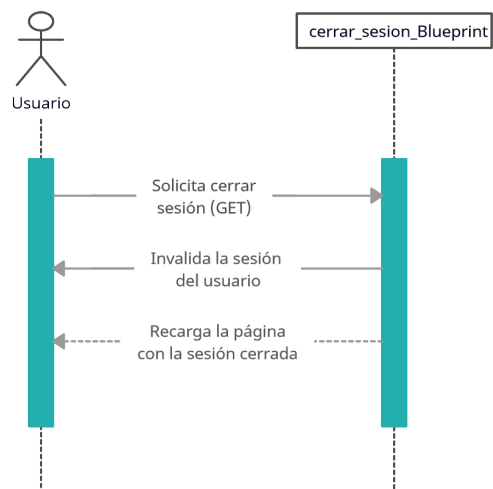 cerrar_sesion_Blueprint
Usuario
Solicita cerrar
sesión (GET)
Invalida la sesión
del usuario
Recarga la página
con la sesión cerrada